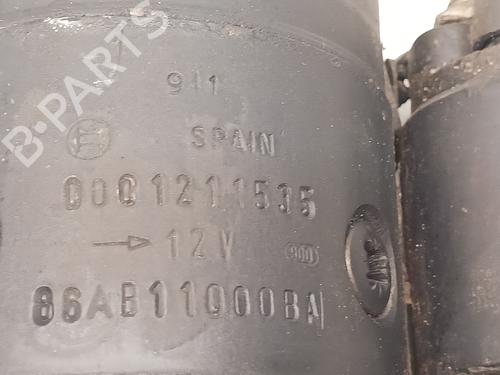 B-PARTS
911
SPAIN
0001211535
12V
86AB11000BA